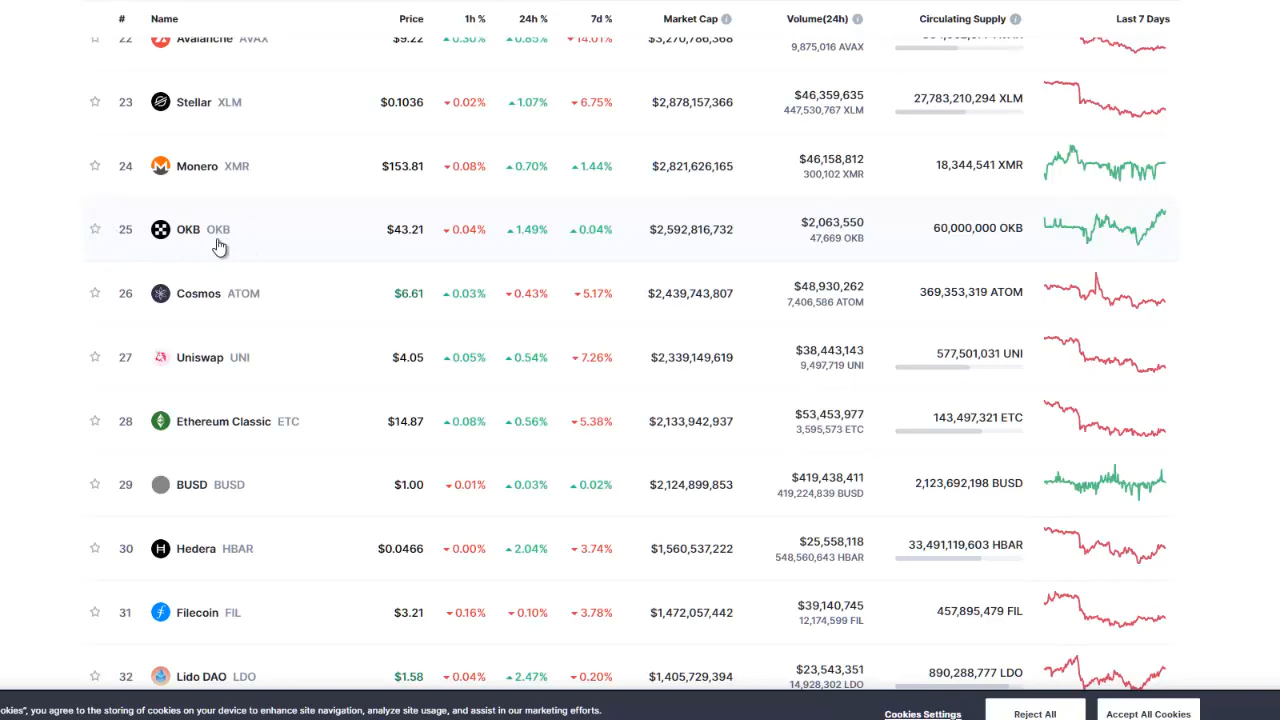 # Name Price 1h % 24h % 7d % Market Cap Volume(24h) Circulating Supply Last 7 Days
22 Avalanche AVAX $9.22 0.30% 0.85% 14.01% $3,270,786,368
9,875,016 AVAX
23 Stellar XLM $0.1036 0.02% 1.07% 6.75% $2,878,157,366 $46,359,635 27,783,210,294 XLM
447,530,767 XLM
24 Monero XMR $153.81 0.08% 0.70% 1.44% $2,821,626,165 $46,158,812 18,344,541 XMR
300,102 XMR
25 OKB OKB $43.21 0.04% 1.49% 0.04% $2,592,816,732 $2,063,550 60,000,000 OKB
47,669 OKB
26 Cosmos ATOM $6.61 0.03% 0.43% 5.17% $2,439,743,807 $48,930,262 369,353,319 ATOM
7,406,586 ATOM
27 Uniswap UNI $4.05 0.05% 0.54% 7.26% $2,339,149,619 $38,443,143 577,501,031 UNI
9,497,719 UNI
28 Ethereum Classic ETC $14.87 0.08% 0.56% 5.38% $2,133,942,937 $53,453,977 143,497,321 ETC
3,595,573 ETC
29 BUSD BUSD $1.00 0.01% 0.03% 0.02% $2,124,899,853 $419,438,411 2,123,692,198 BUSD
419,224,839 BUSD
30 Hedera HBAR $0.0466 0.00% 2.04% 3.74% $1,560,537,222 $25,558,118 33,491,119,603 HBAR
548,560,643 HBAR
31 Filecoin FIL $3.21 0.16% 0.10% 3.78% $1,472,057,442 $39,140,745 457,895,479 FIL
12,174,599 FIL
32 Lido DAO LDO $1.58 0.04% 2.47% 0.20% $1,405,729,394 $23,543,351 890,288,777 LDO
14,928,302 LDO
okies", you agree to the storing of cookies on your device to enhance site navigation, analyze site usage, and assist in our marketing efforts.
Cookies Settings Reject All Accept All Cookies